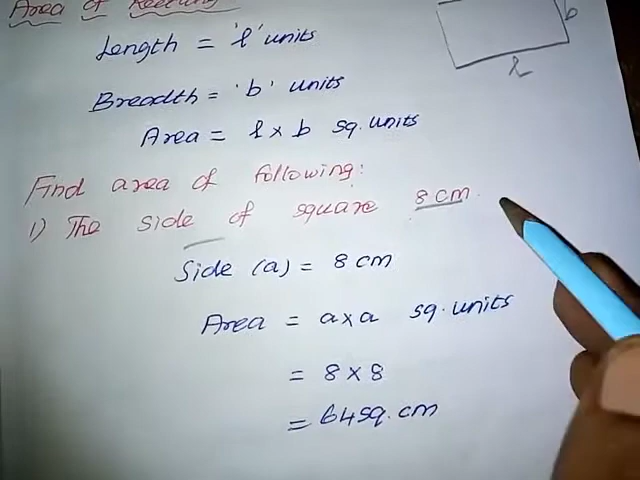 Area of Rectangle
Length = 'l' units
b
l
Breadth = 'b' units
Area = l × b sq. units
Find area of following:
1) The side of square 8 cm.
Side (a) = 8 cm
Area = a × a sq. units
= 8 × 8
= 64 sq. cm